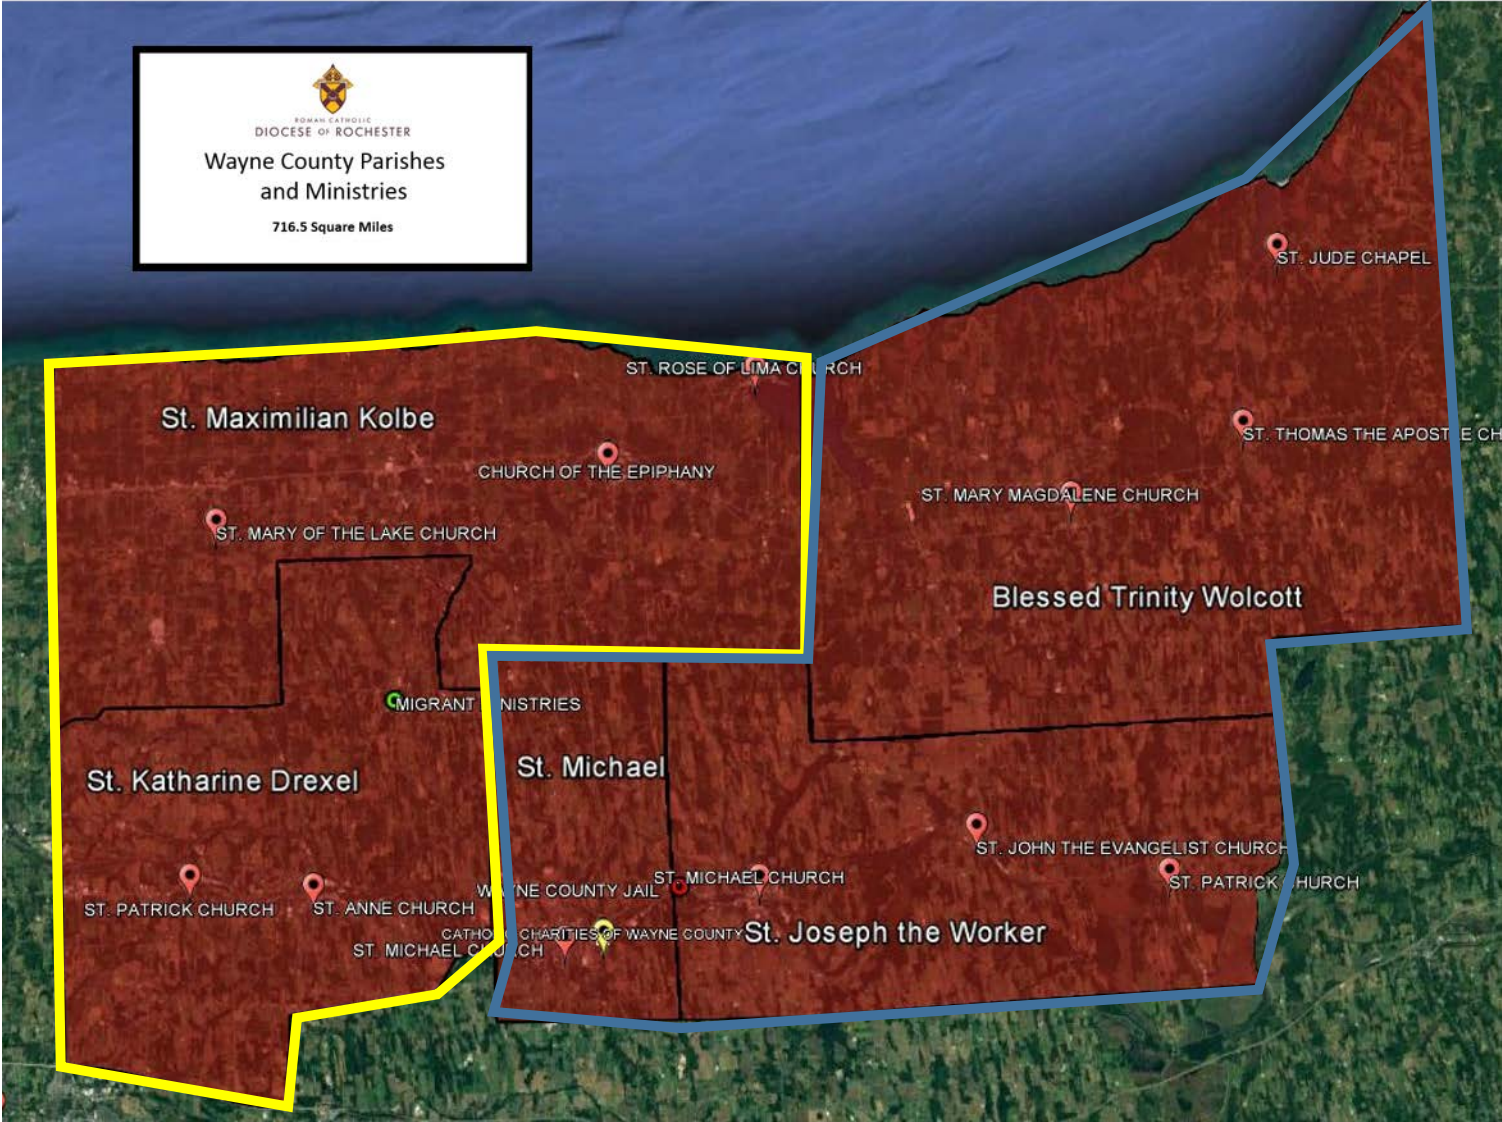 ROMAN CATHOLIC
DIOCESE OF ROCHESTER
Wayne County Parishes
and Ministries
716.5 Square Miles
ST. JUDE CHAPEL
ST. ROSE OF LIMA CHURCH
St. Maximilian Kolbe
ST. THOMAS THE APOSTLE CH
CHURCH OF THE EPIPHANY
ST. MARY MAGDALENE CHURCH
ST. MARY OF THE LAKE CHURCH
Blessed Trinity Wolcott
MIGRANT MINISTRIES
St. Michael
St. Katharine Drexel
ST. JOHN THE EVANGELIST CHURCH
ST. MICHAEL CHURCH
ST. PATRICK CHURCH
WAYNE COUNTY JAIL
ST. PATRICK CHURCH
ST. ANNE CHURCH
CATHOLIC CHARITIES OF WAYNE COUNTY
St. Joseph the Worker
ST. MICHAEL CHURCH